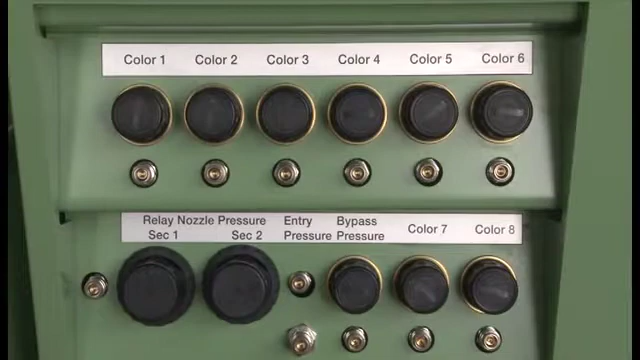 Color 1 Color 2 Color 3 Color 4 Color 5 Color 6
Relay Nozzle Pressure Entry Bypass
Sec 1 Sec 2 Pressure Pressure Color 7 Color 8